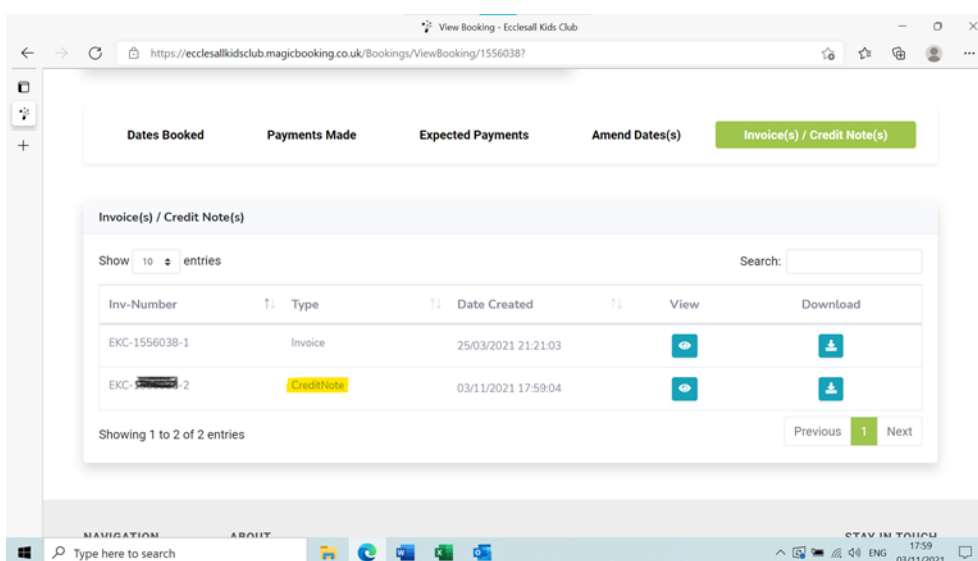 View Booking - Ecclesall Kids Club
https://ecclesallkidsclub.magicbooking.co.uk/Bookings/ViewBooking/1556038?
Dates Booked Payments Made Expected Payments Amend Dates(s) Invoice(s) / Credit Note(s)
Invoice(s) / Credit Note(s)
Show 10 entries Search:
Inv-Number Type Date Created View Download
EKC-1556038-1 Invoice 25/03/2021 21:21:03
EKC- -2 CreditNote 03/11/2021 17:59:04
Showing 1 to 2 of 2 entries Previous 1 Next
NAVIGATION ABOUT STAY IN TOUCH
Type here to search ENG 17:59
03/11/2021